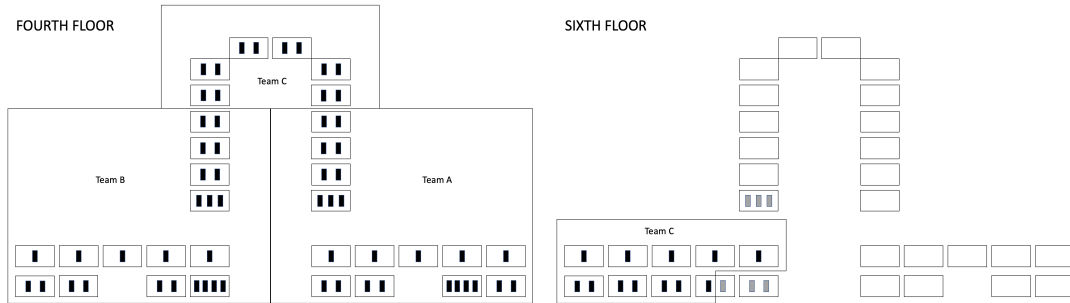 FOURTH FLOOR
Team C
Team B
Team A
SIXTH FLOOR
Team C